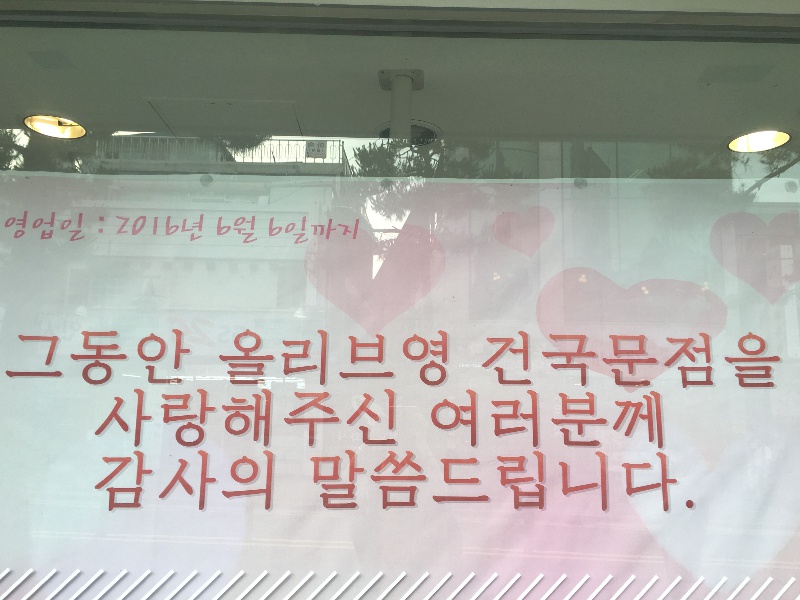 영업일 : 2016년 6월 6일까지
그동안 올리브영 건국문점을
사랑해주신 여러분께
감사의 말씀드립니다.